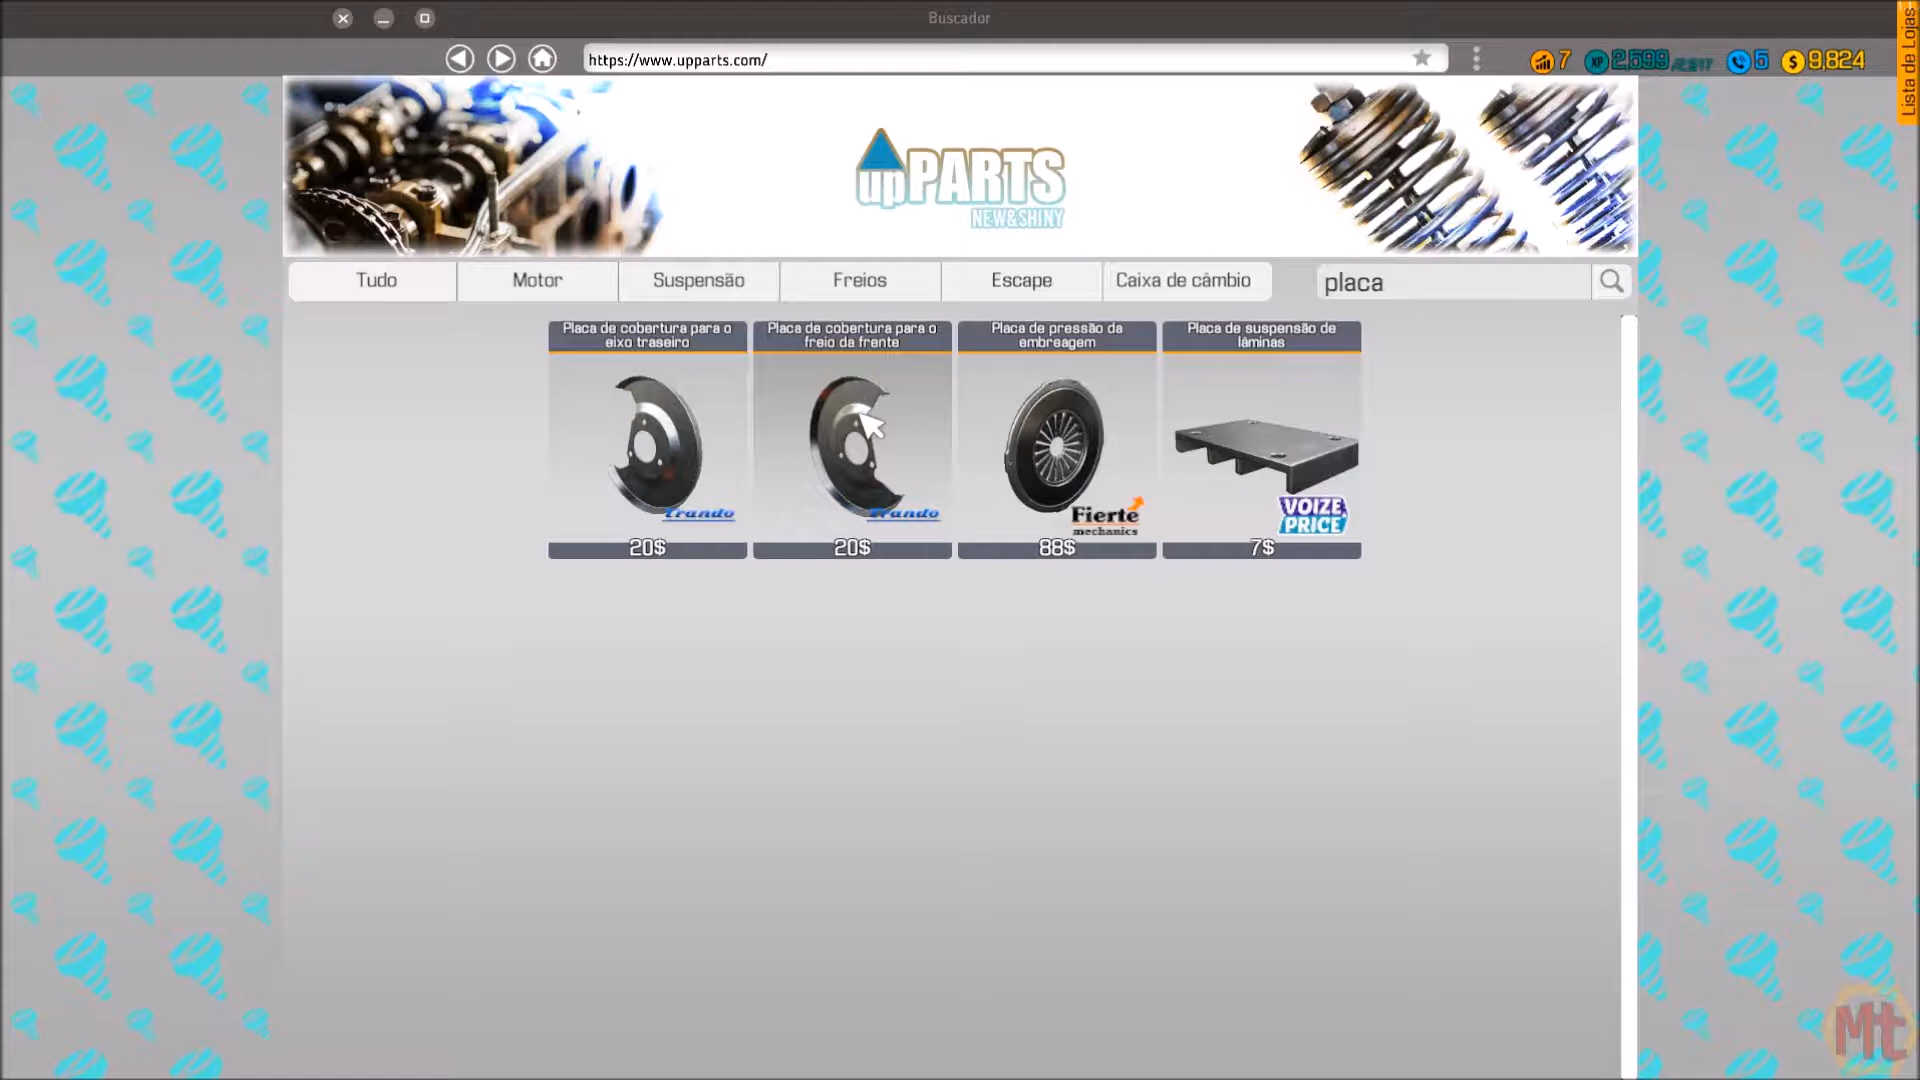 Buscador
Lista de Lojas
https://www.upparts.com/
7
XP
5
$ 9,824
upPARTS
NEW&SHINY
Tudo
Motor
Suspensão
Freios
Escape
Caixa de câmbio
placa
Placa de cobertura para o
eixo traseiro
Trando
20$
Placa de cobertura para o
freio da frente
Trando
20$
Placa de pressão da
embreagem
Fierte
mechanics
88$
Placa de suspensão de
lâminas
VOIZE
PRICE
7$
Mt